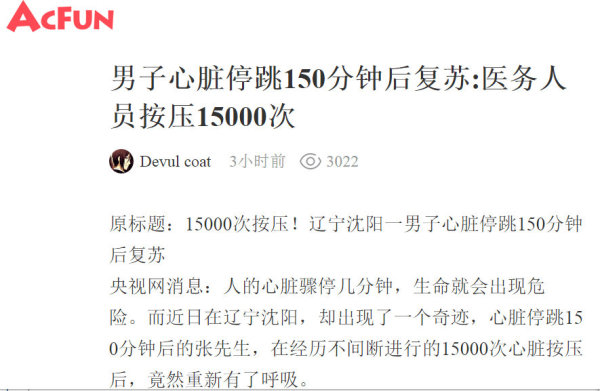 AcFun
男子心脏停跳150分钟后复苏:医务人
员按压15000次
Devul coat 3小时前 3022
原标题：15000次按压！辽宁沈阳一男子心脏停跳150分钟
后复苏
央视网消息：人的心脏骤停几分钟，生命就会出现危
险。而近日在辽宁沈阳，却出现了一个奇迹，心脏停跳15
0分钟后的张先生，在经历不间断进行的15000次心脏按压
后，竟然重新有了呼吸。